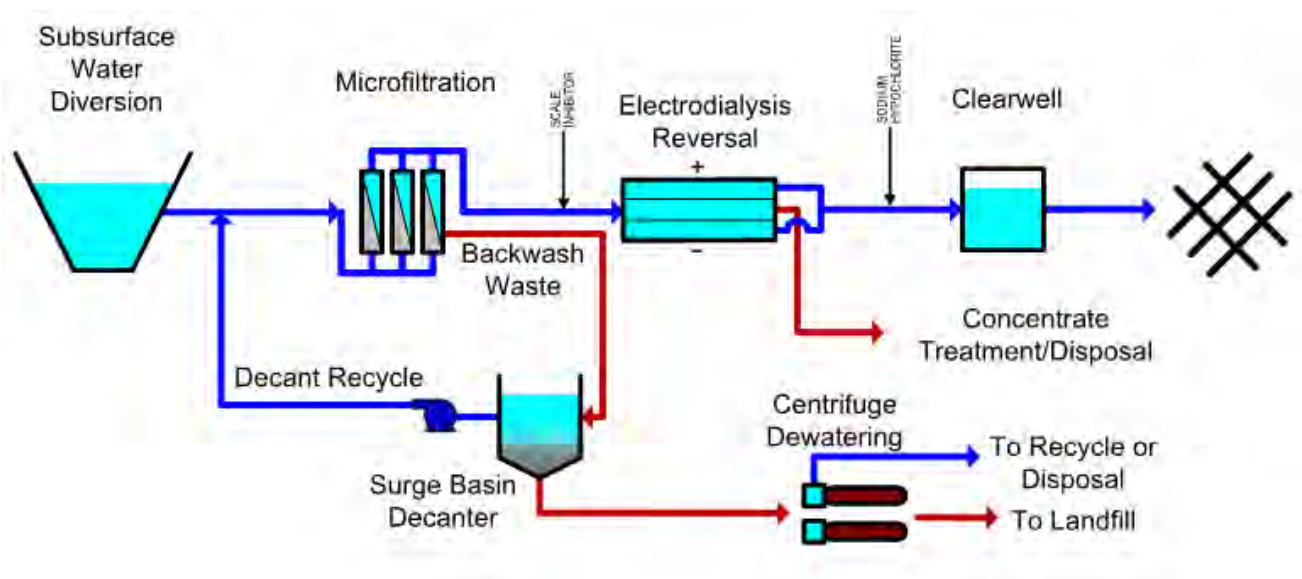 Subsurface
Water
Diversion
Microfiltration
SCALE
INHIBITOR
Electrodialysis
Reversal
+
−
SODIUM
HYPOCHLORITE
Clearwell
Backwash
Waste
Concentrate
Treatment/Disposal
Decant Recycle
Surge Basin
Decanter
Centrifuge
Dewatering
To Recycle or
Disposal
To Landfill